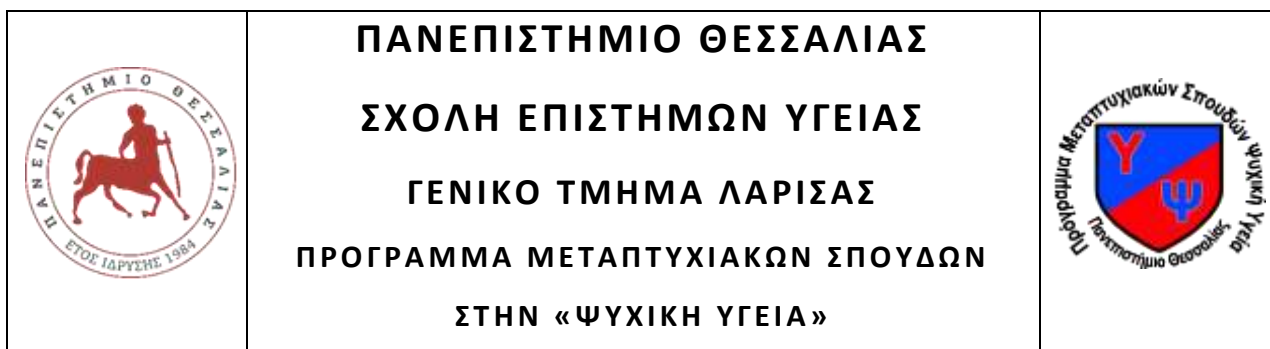 ΠΑΝΕΠΙΣΤΗΜΙΟ ΘΕΣΣΑΛΙΑΣ
ΕΤΟΣ ΙΔΡΥΣΗΣ 1984
ΠΑΝΕΠΙΣΤΗΜΙΟ ΘΕΣΣΑΛΙΑΣ
ΣΧΟΛΗ ΕΠΙΣΤΗΜΩΝ ΥΓΕΙΑΣ
ΓΕΝΙΚΟ ΤΜΗΜΑ ΛΑΡΙΣΑΣ
ΠΡΟΓΡΑΜΜΑ ΜΕΤΑΠΤΥΧΙΑΚΩΝ ΣΠΟΥΔΩΝ
ΣΤΗΝ «ΨΥΧΙΚΗ ΥΓΕΙΑ»
Πρόγραμμα Μεταπτυχιακών Σπουδών Ψυχική Υγεία
Υ
Ψ
Πανεπιστήμιο Θεσσαλίας